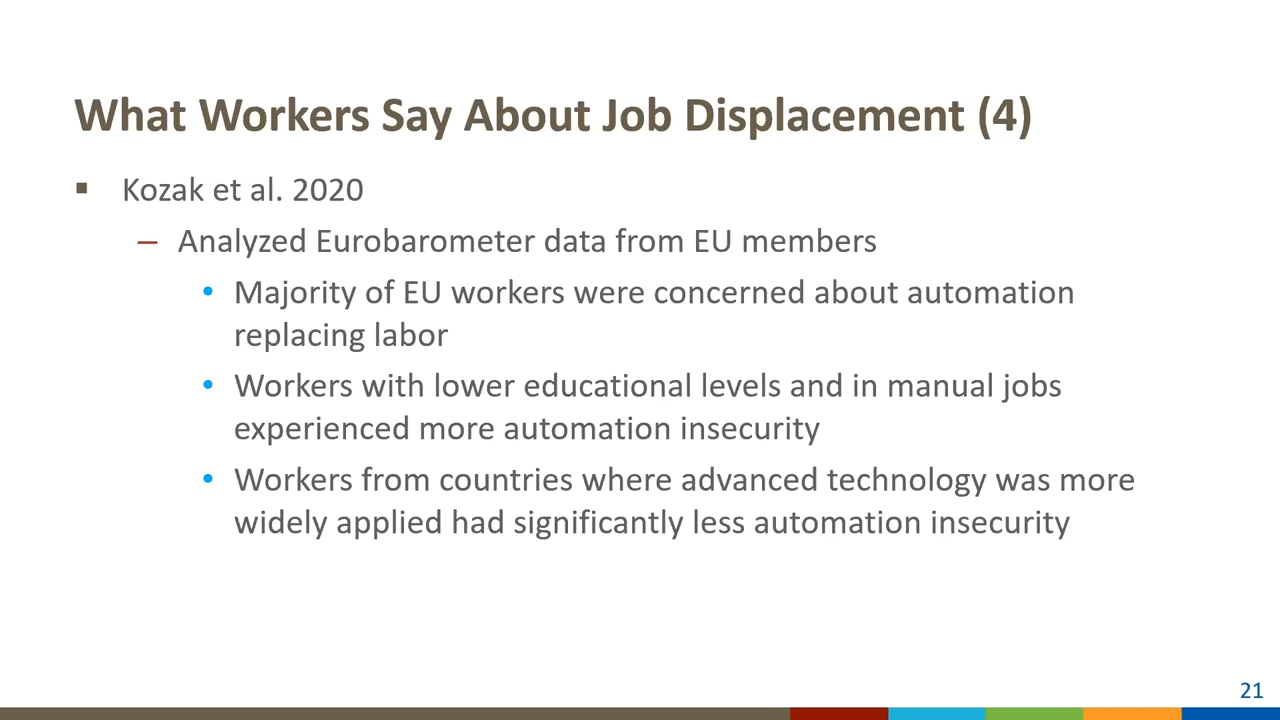 What Workers Say About Job Displacement (4)
▪ Kozak et al. 2020
– Analyzed Eurobarometer data from EU members
• Majority of EU workers were concerned about automation
replacing labor
• Workers with lower educational levels and in manual jobs
experienced more automation insecurity
• Workers from countries where advanced technology was more
widely applied had significantly less automation insecurity
21